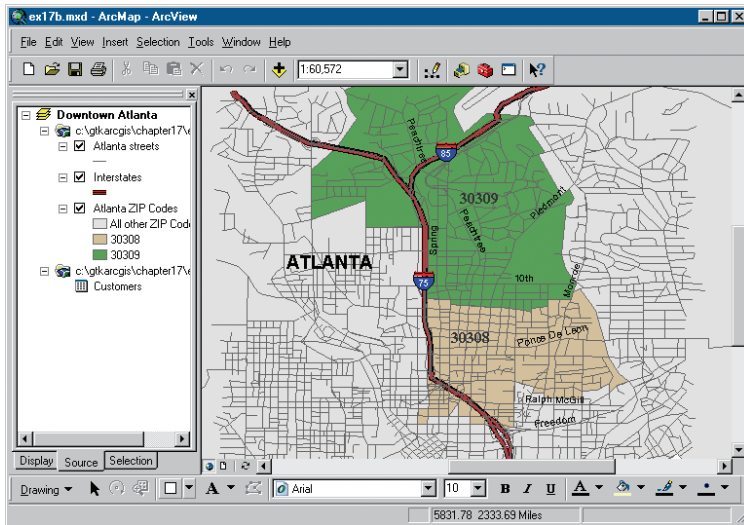 ex17b.mxd - ArcMap - ArcView
File Edit View Insert Selection Tools Window Help
1:60,572
Downtown Atlanta
c:\gtkarcgis\chapter17\e
Atlanta streets
Interstates
Atlanta ZIP Codes
All other ZIP Cod
30308
30309
c:\gtkarcgis\chapter17\e
Customers
Display Source Selection
Peachtree
85
30309
Piedmont
Peachtree
Spring
ATLANTA
10th
75
Monroe
30308
Ponce De Leon
Ralph McGill
Freedom
Drawing A Arial 10 B I U A
5831.78 2333.69 Miles